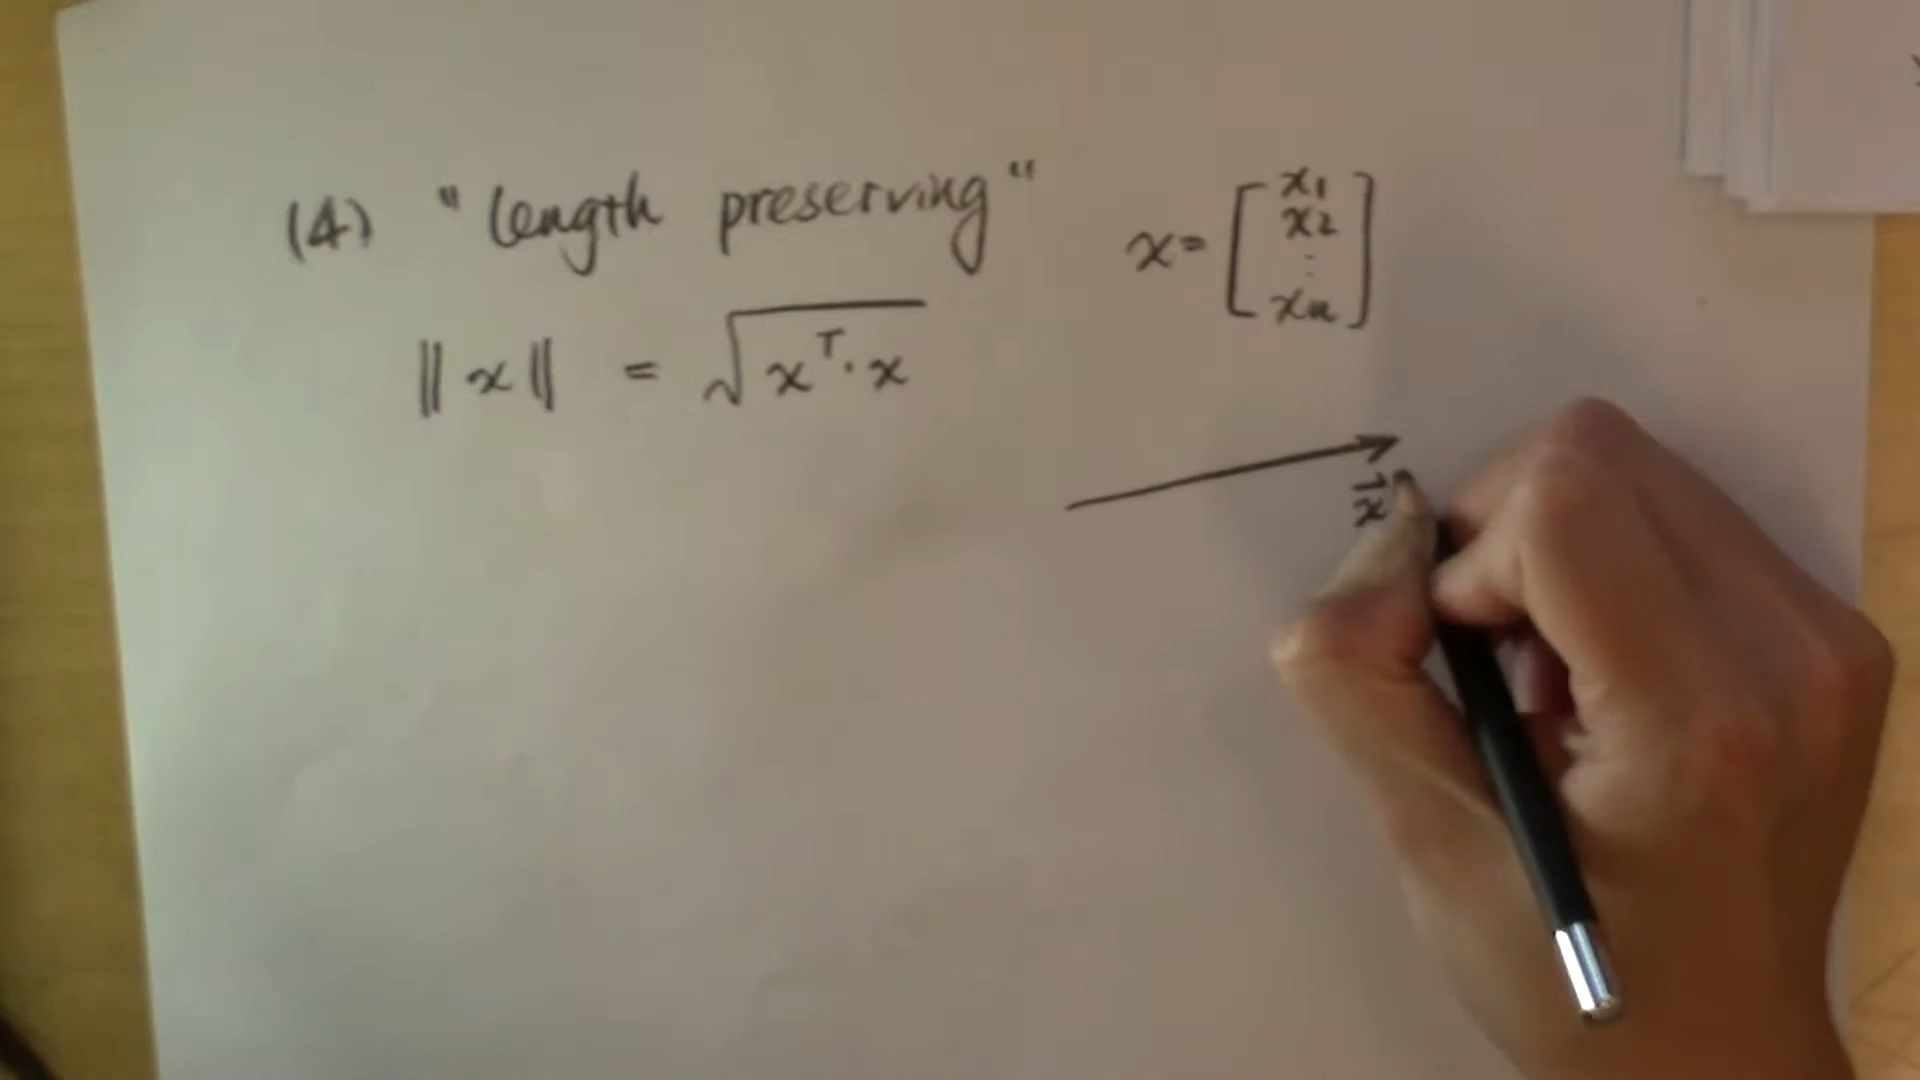 (4) "length preserving"
x = [x1 x2 ⋮ xn]
‖x‖ = √(xᵀ · x)
x⃗